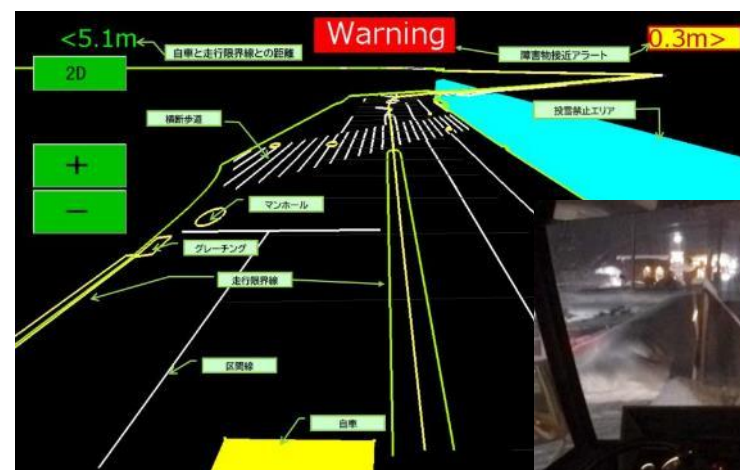 <5.1m
自車と走行限界線との距離
Warning
障害物接近アラート
0.3m>
2D
投雪禁止エリア
横断歩道
+
−
マンホール
グレーチング
走行限界線
区間線
自車